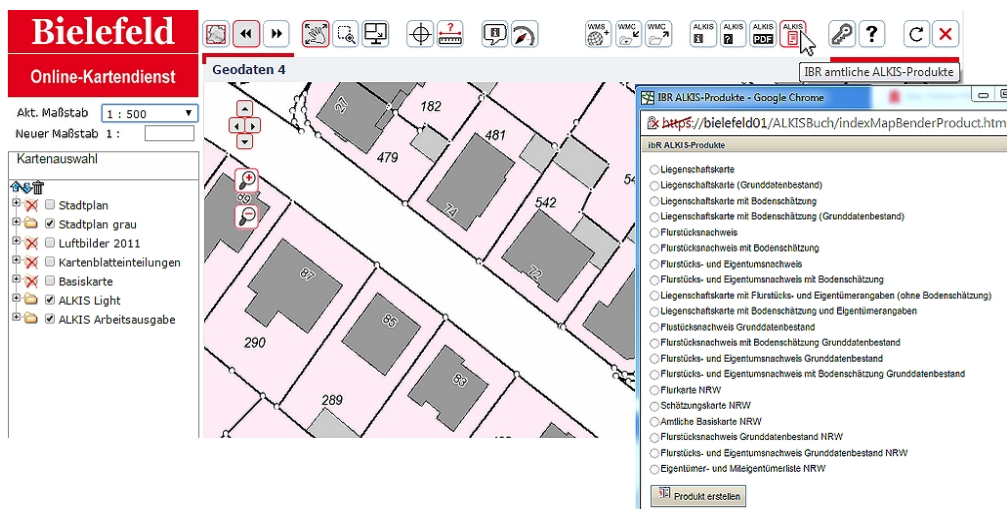 Bielefeld
Online-Kartendienst
Akt. Maßstab 1 : 500
Neuer Maßstab 1 :
Kartenauswahl
Stadtplan
Stadtplan grau
Luftbilder 2011
Kartenblatteinteilungen
Basiskarte
ALKIS Light
ALKIS Arbeitsausgabe
WMS WMC WMC ALKIS ALKIS ALKIS PDF ALKIS
IBR amtliche ALKIS-Produkte
Geodaten 4
27
182
479
481
74
542
54
72
89
87
290
85
289
83
IBR ALKIS-Produkte - Google Chrome
https://bielefeld01/ALKISBuch/indexMapBenderProduct.htm
ibR ALKIS-Produkte
Liegenschaftskarte
Liegenschaftskarte (Grunddatenbestand)
Liegenschaftskarte mit Bodenschätzung
Liegenschaftskarte mit Bodenschätzung (Grunddatenbestand)
Flurstücksnachweis
Flurstücksnachweis mit Bodenschätzung
Flurstücks- und Eigentumsnachweis
Flurstücks- und Eigentumsnachweis mit Bodenschätzung
Liegenschaftskarte mit Flurstücks- und Eigentümerangaben (ohne Bodenschätzung)
Liegenschaftskarte mit Bodenschätzung und Eigentümerangaben
Flustücksnachweis Grunddatenbestand
Flurstücksnachweis mit Bodenschätzung Grunddatenbestand
Flurstücks- und Eigentumsnachweis Grunddatenbestand
Flurstücks- und Eigentumsnachweis mit Bodenschätzung Grunddatenbestand
Flurkarte NRW
Schätzungskarte NRW
Amtliche Basiskarte NRW
Flurstücksnachweis Grunddatenbestand NRW
Flurstücks- und Eigentumsnachweis Grunddatenbestand NRW
Eigentümer- und Miteigentümerliste NRW
Produkt erstellen